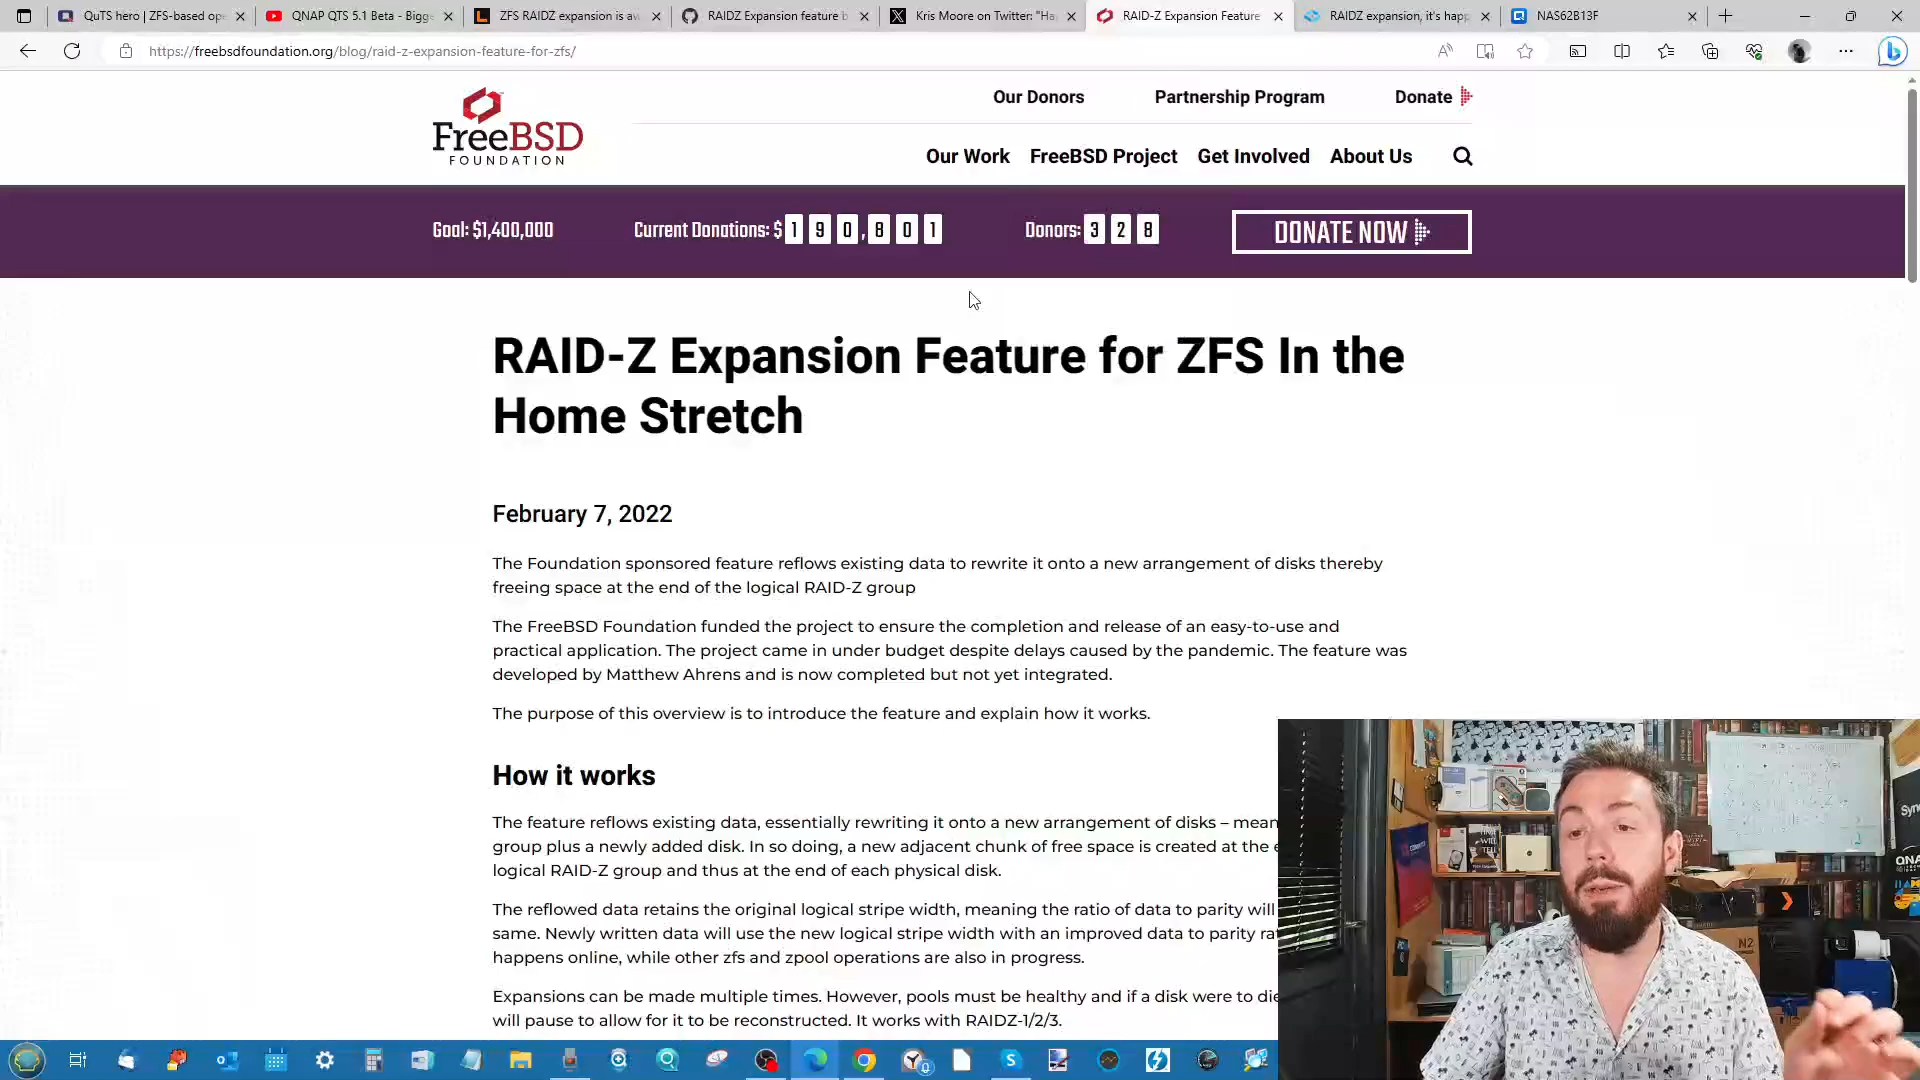 QuTS hero | ZFS-based op
QNAP QTS 5.1 Beta - Bigge
ZFS RAIDZ expansion is aw
RAIDZ Expansion feature b
Kris Moore on Twitter: "Ha
RAID-Z Expansion Feature
RAIDZ expansion, it's happ
NAS62B13F
https://freebsdfoundation.org/blog/raid-z-expansion-feature-for-zfs/
FreeBSD
FOUNDATION
Our Donors
Partnership Program
Donate
Our Work
FreeBSD Project
Get Involved
About Us
Goal: $1,400,000
Current Donations: $190,801
Donors: 328
DONATE NOW
RAID-Z Expansion Feature for ZFS In the
Home Stretch
February 7, 2022
The Foundation sponsored feature reflows existing data to rewrite it onto a new arrangement of disks thereby
freeing space at the end of the logical RAID-Z group
The FreeBSD Foundation funded the project to ensure the completion and release of an easy-to-use and
practical application. The project came in under budget despite delays caused by the pandemic. The feature was
developed by Matthew Ahrens and is now completed but not yet integrated.
The purpose of this overview is to introduce the feature and explain how it works.
How it works
The feature reflows existing data, essentially rewriting it onto a new arrangement of disks – mean
group plus a newly added disk. In so doing, a new adjacent chunk of free space is created at the e
logical RAID-Z group and thus at the end of each physical disk.
The reflowed data retains the original logical stripe width, meaning the ratio of data to parity will
same. Newly written data will use the new logical stripe width with an improved data to parity ra
happens online, while other zfs and zpool operations are also in progress.
Expansions can be made multiple times. However, pools must be healthy and if a disk were to die
will pause to allow for it to be reconstructed. It works with RAIDZ-1/2/3.
TIME
WILL
TELL
N2
Syno
QNA